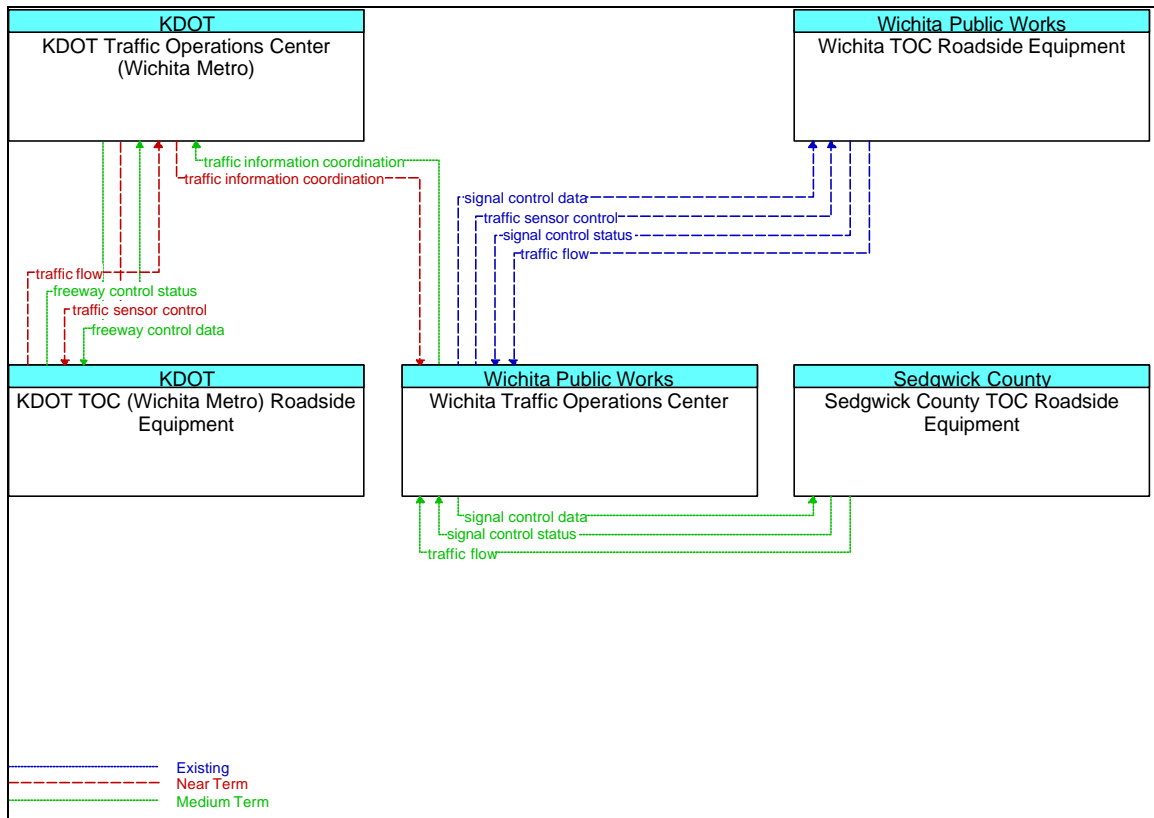 KDOT
KDOT Traffic Operations Center
(Wichita Metro)
Wichita Public Works
Wichita TOC Roadside Equipment
traffic information coordination
traffic information coordination
signal control data
traffic sensor control
signal control status
traffic flow
traffic flow
freeway control status
traffic sensor control
freeway control data
KDOT
KDOT TOC (Wichita Metro) Roadside
Equipment
Wichita Public Works
Wichita Traffic Operations Center
Sedgwick County
Sedgwick County TOC Roadside
Equipment
signal control data
signal control status
traffic flow
Existing
Near Term
Medium Term